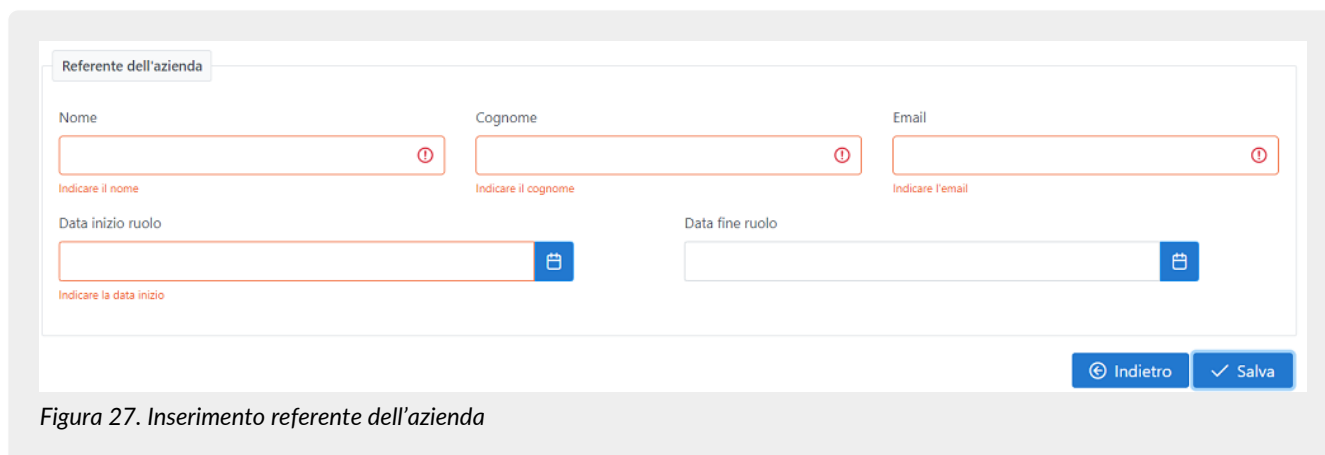 Referente dell'azienda
Nome Cognome Email
Indicare il nome Indicare il cognome Indicare l'email
Data inizio ruolo Data fine ruolo
Indicare la data inizio
Indietro Salva
Figura 27. Inserimento referente dell’azienda